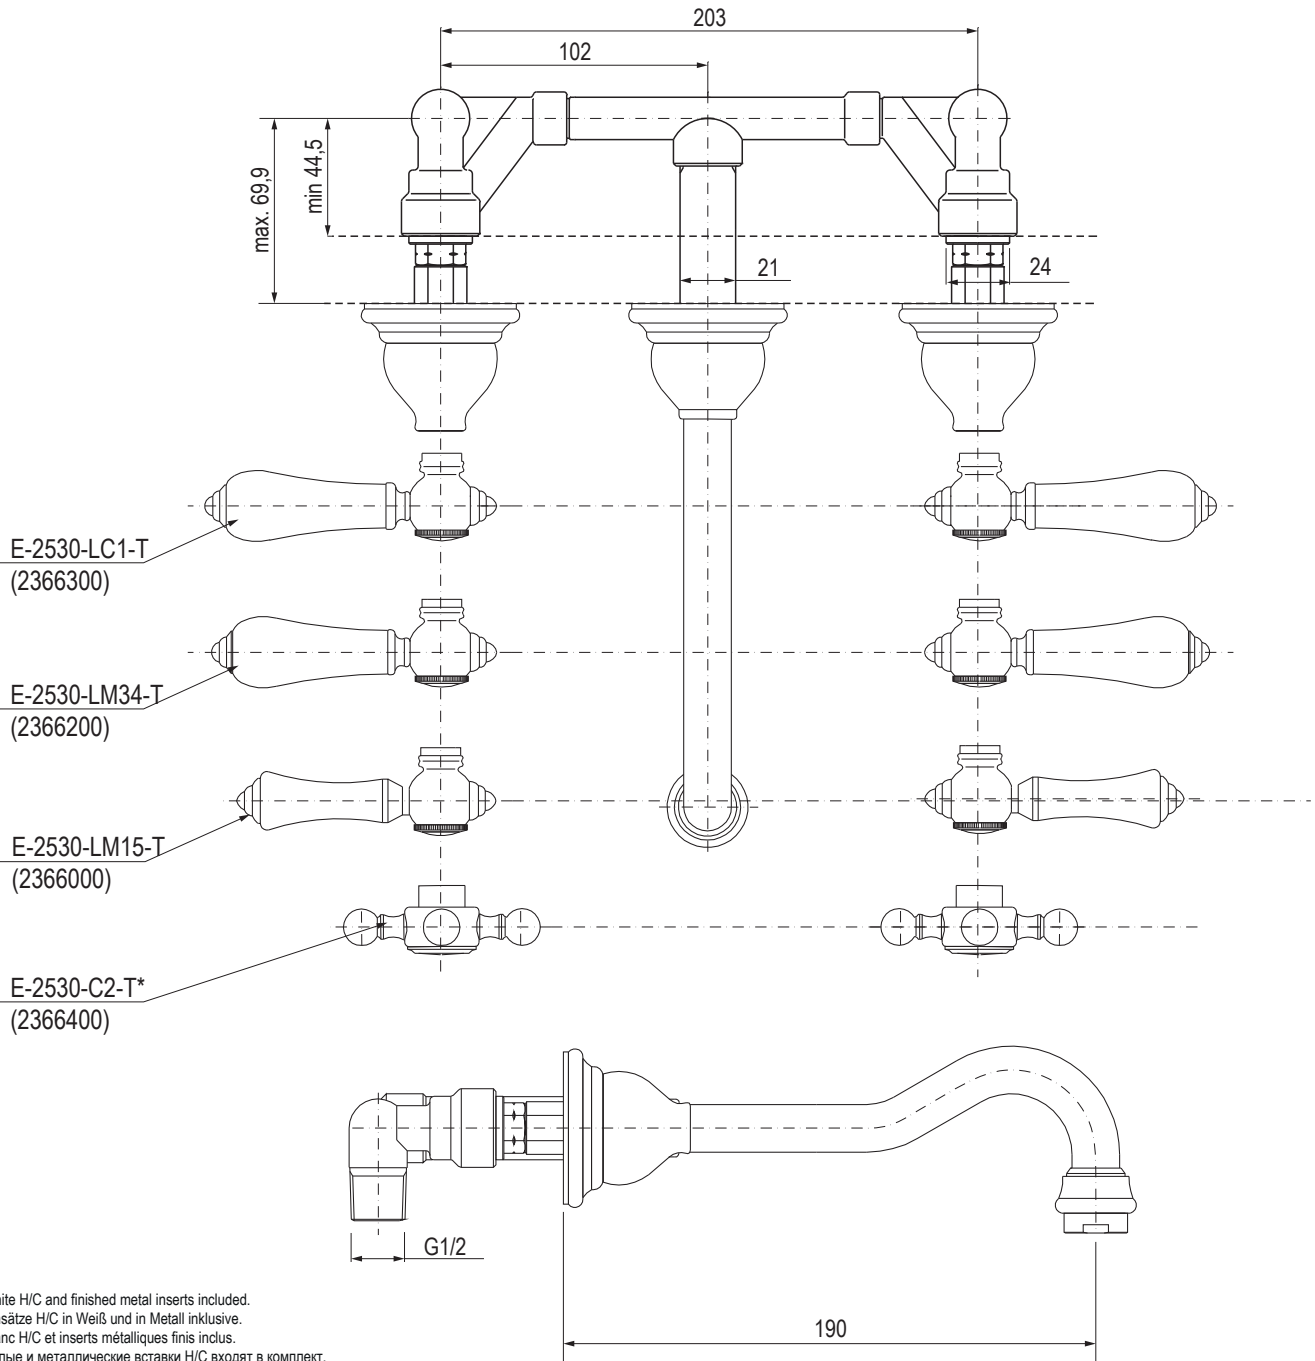 203
102
max. 69,9
min 44,5
21
24
E-2530-LC1-T
(2366300)
E-2530-LM34-T
(2366200)
E-2530-LM15-T
(2366000)
E-2530-C2-T*
(2366400)
G1/2
190
H/C and finished metal inserts included.
H/C in Weiß und in Metall inklusive.
H/C et inserts métalliques finis inclus.
и металлические вставки H/C входят в комплект.